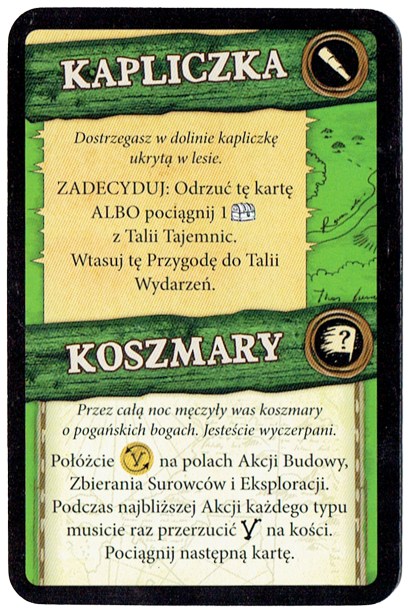 KAPLICZKA
Dostrzegasz w dolinie kapliczkę
ukrytą w lesie.
ZADECYDUJ: Odrzuć tę kartę
ALBO pociągnij 1
z Talii Tajemnic.
Wtasuj tę Przygodę do Talii
Wydarzeń.
?
KOSZMARY
Przez całą noc męczyły was koszmary
o pogańskich bogach. Jesteście wyczerpani.
Połóżcie na polach Akcji Budowy,
Zbierania Surowców i Eksploracji.
Podczas najbliższej Akcji każdego typu
musicie raz przerzucić na kości.
Pociągnij następną kartę.